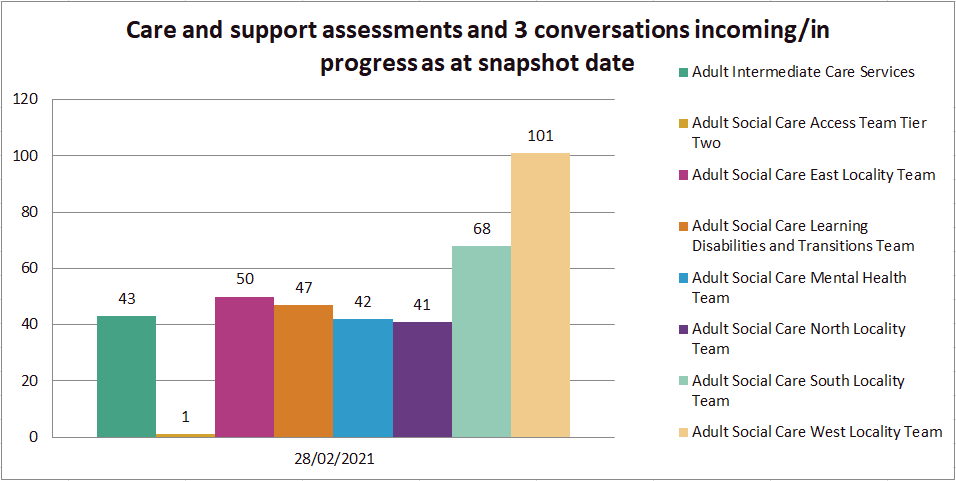 Care and support assessments and 3 conversations incoming/in
progress as at snapshot date
120
100
80
60
40
20
0
43
1
50
47
42
41
68
101
28/02/2021
Adult Intermediate Care Services
Adult Social Care Access Team Tier
Two
Adult Social Care East Locality Team
Adult Social Care Learning
Disabilities and Transitions Team
Adult Social Care Mental Health
Team
Adult Social Care North Locality
Team
Adult Social Care South Locality
Team
Adult Social Care West Locality Team